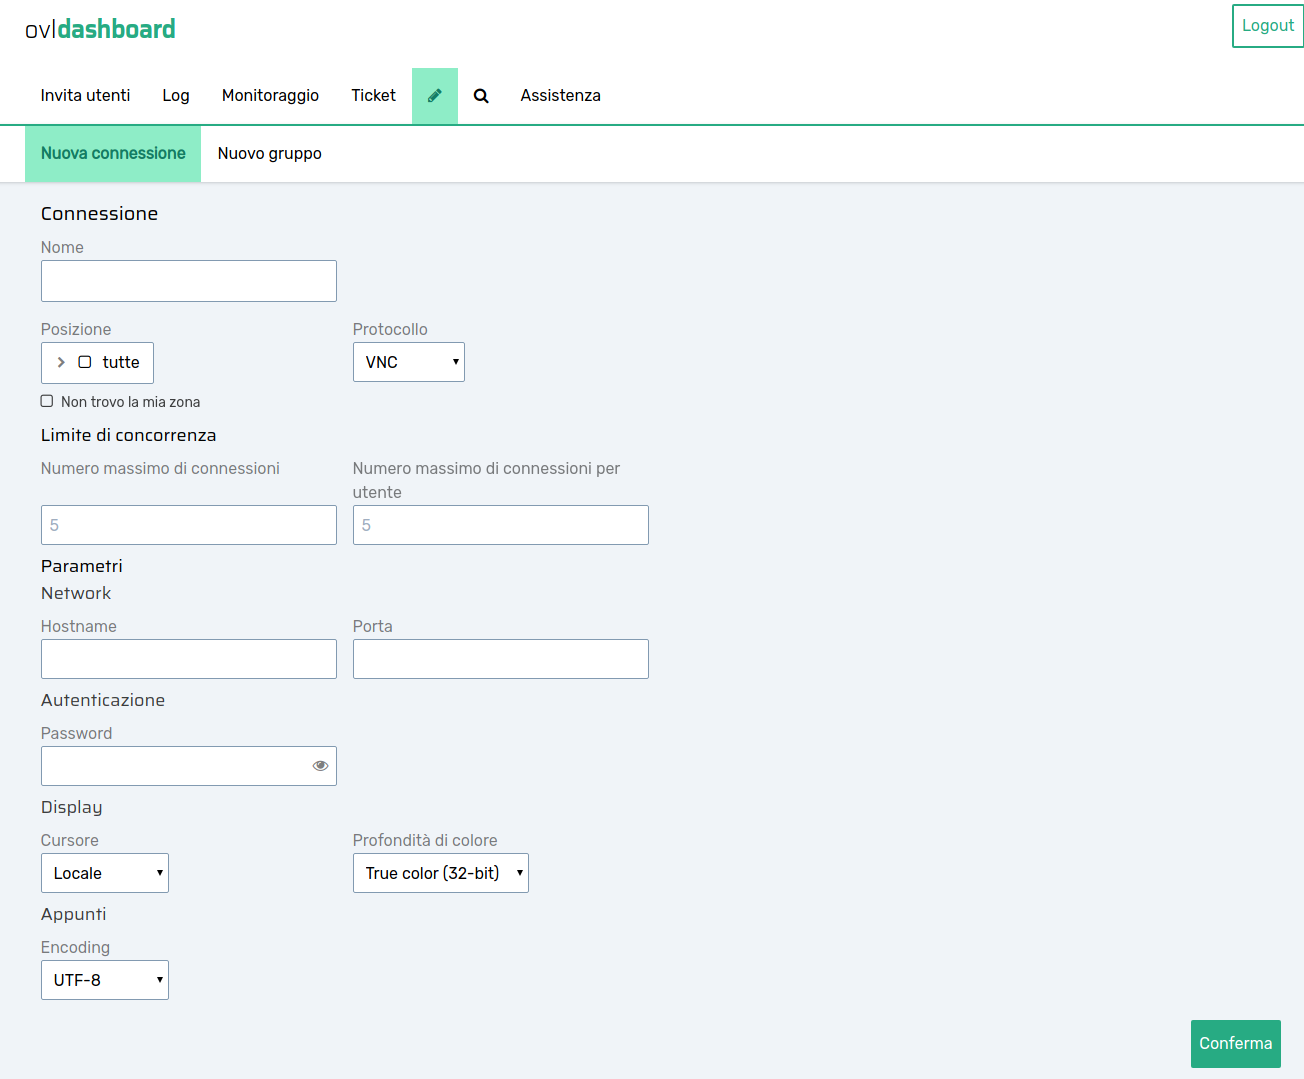 ovldashboard
Logout
Invita utenti Log Monitoraggio Ticket Assistenza
Nuova connessione Nuovo gruppo
Connessione
Nome
Posizione Protocollo
tutte VNC
Non trovo la mia zona
Limite di concorrenza
Numero massimo di connessioni Numero massimo di connessioni per
utente
5 5
Parametri
Network
Hostname Porta
Autenticazione
Password
Display
Cursore Profondità di colore
Locale True color (32-bit)
Appunti
Encoding
UTF-8
Conferma